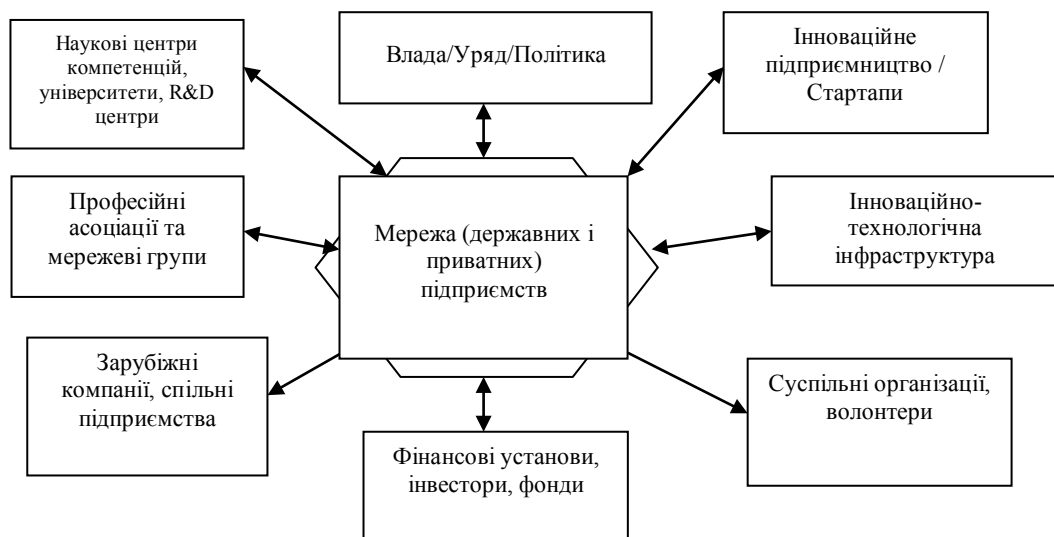 Наукові центри
компетенцій,
університети, R&D
центри
Влада/Уряд/Політика
Інноваційне
підприємництво /
Стартапи
Професійні
асоціації та
мережеві групи
Мережа (державних і
приватних)
підприємств
Інноваційно-
технологічна
інфраструктура
Зарубіжні
компанії, спільні
підприємства
Фінансові установи,
інвестори, фонди
Суспільні організації,
волонтери